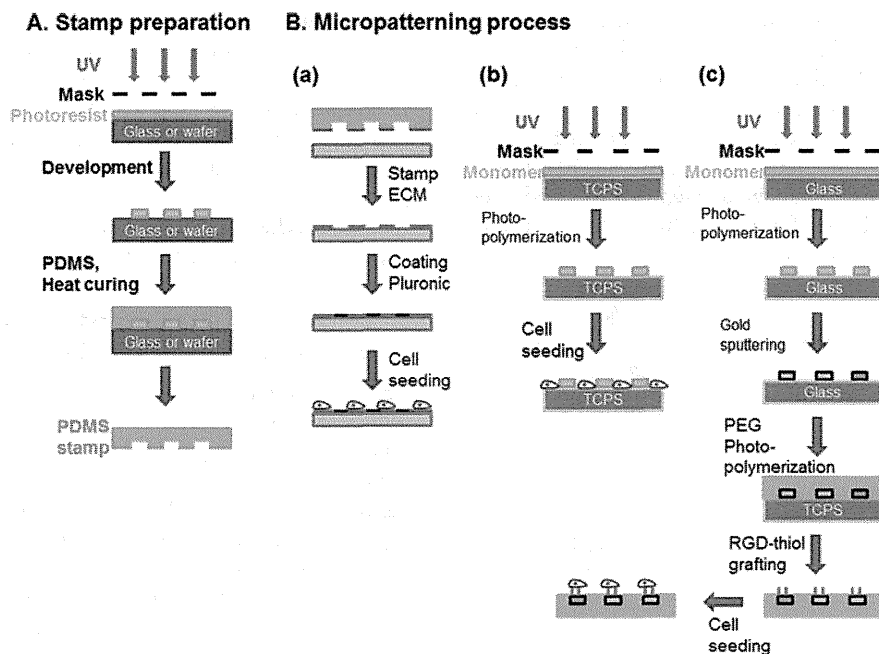 A. Stamp preparation
UV
Mask
Photoresist
Glass or wafer
Development
Glass or wafer
PDMS,
Heat curing
Glass or wafer
PDMS
stamp
B. Micropatterning process
(a)
Stamp
ECM
Coating
Pluronic
Cell
seeding
(b)
UV
Mask
Monomer
TCPS
Photo-
polymerization
TCPS
Cell
seeding
TCPS
(c)
UV
Mask
Monomer
Glass
Photo-
polymerization
Glass
Gold
sputtering
Glass
PEG
Photo-
polymerization
TCPS
RGD-thiol
grafting
Cell
seeding